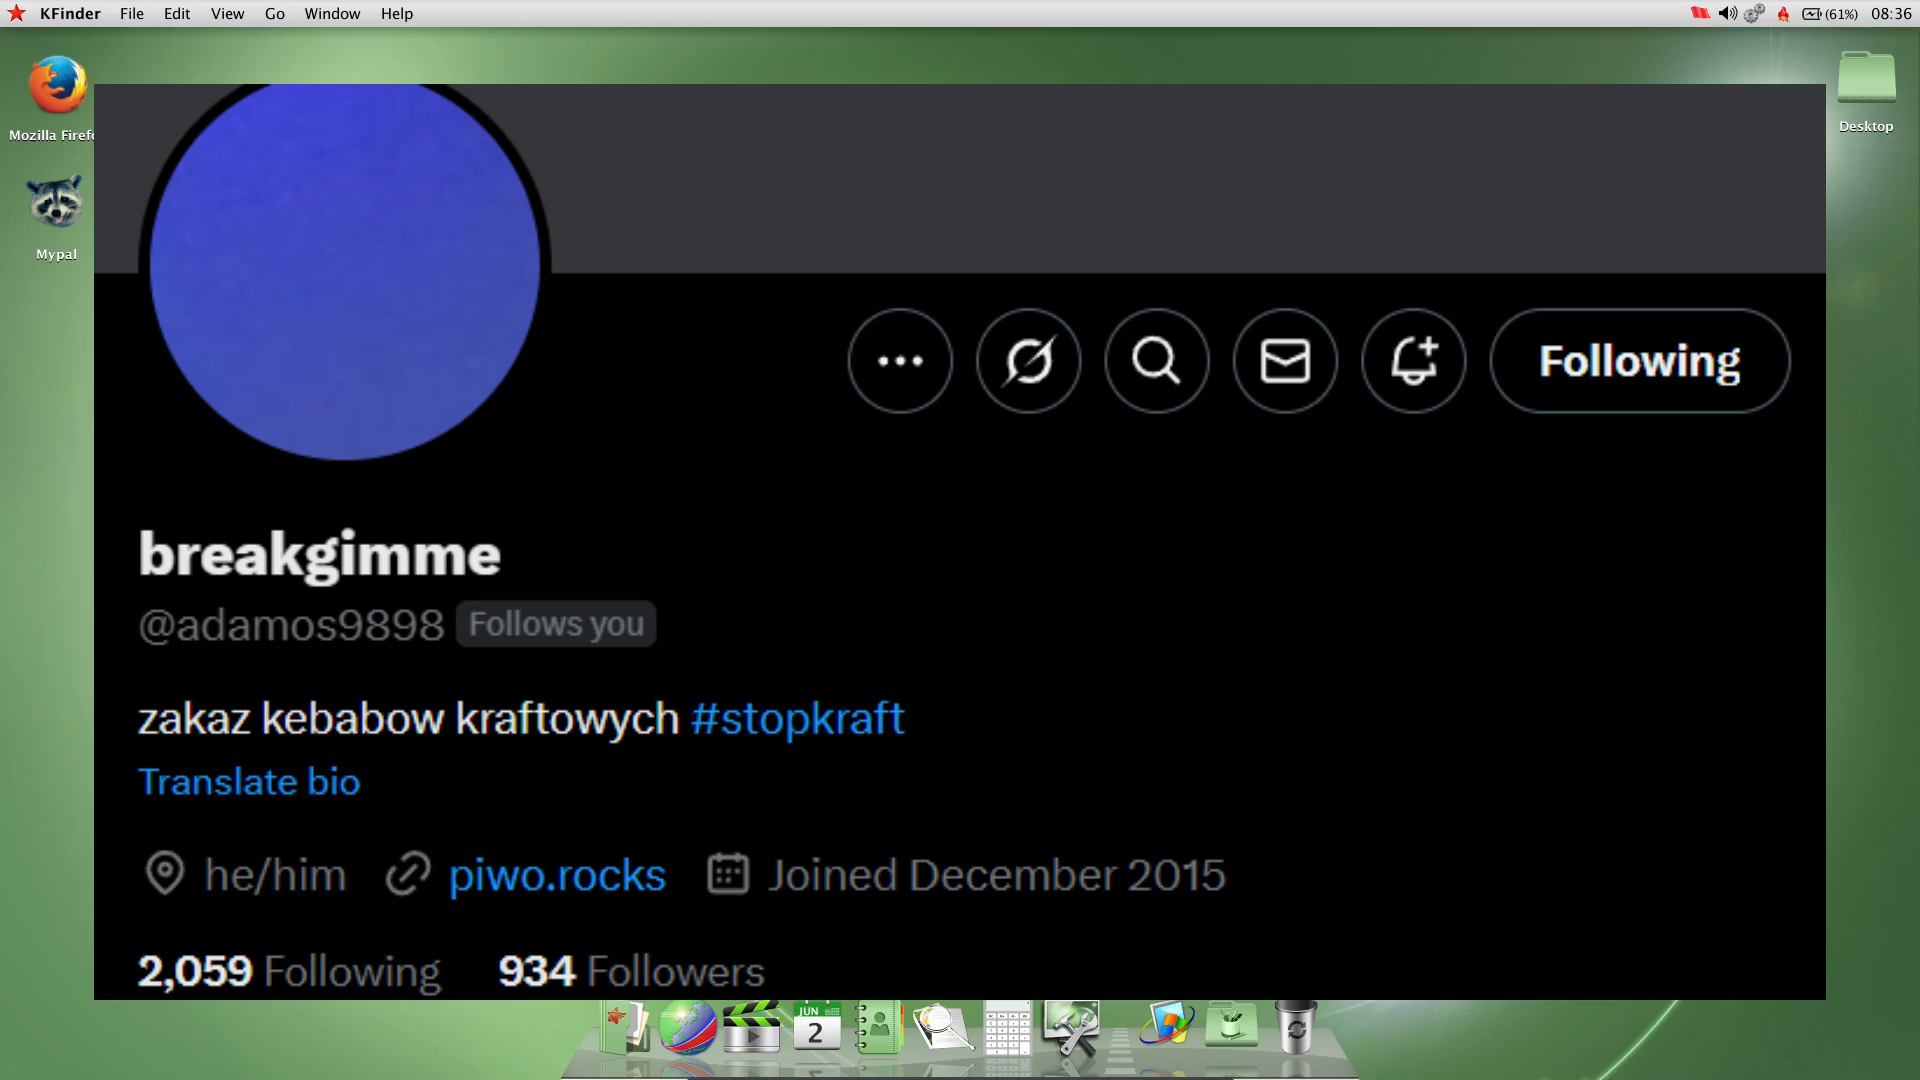 KFinder File Edit View Go Window Help (61%) 08:36
Mozilla Firefo
Desktop
Mypal
Following
breakgimme
@adamos9898 Follows you
zakaz kebabow kraftowych #stopkraft
Translate bio
he/him piwo.rocks Joined December 2015
2,059 Following 934 Followers
JUN
2